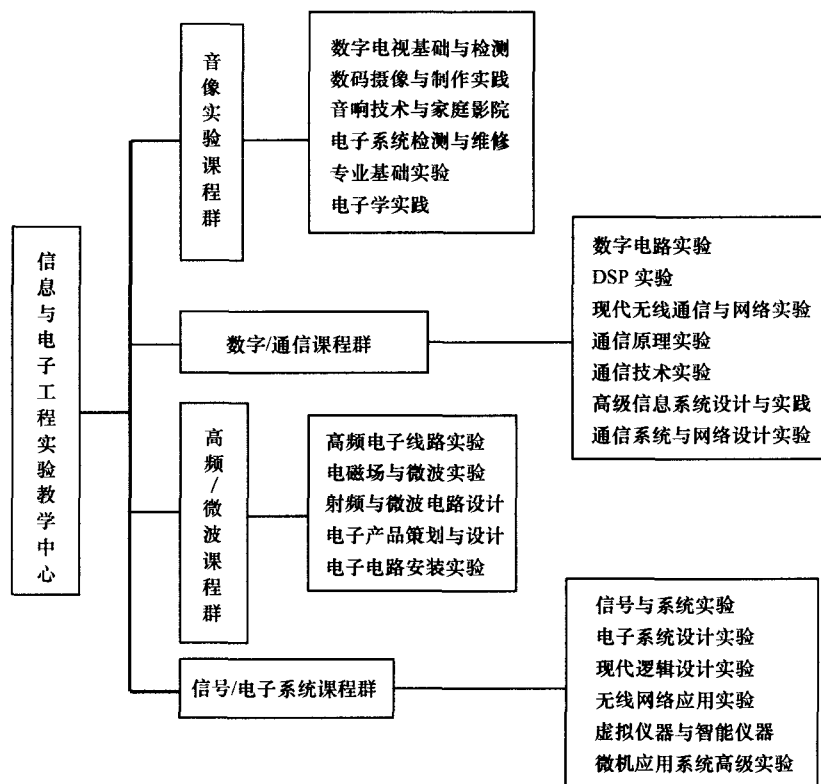 信息与电子工程实验教学中心
音像实验课程群
数字电视基础与检测
数码摄像与制作实践
音响技术与家庭影院
电子系统检测与维修
专业基础实验
电子学实践
数字/通信课程群
数字电路实验
DSP 实验
现代无线通信与网络实验
通信原理实验
通信技术实验
高级信息系统设计与实践
通信系统与网络设计实验
高频/微波课程群
高频电子线路实验
电磁场与微波实验
射频与微波电路设计
电子产品策划与设计
电子电路安装实验
信号/电子系统课程群
信号与系统实验
电子系统设计实验
现代逻辑设计实验
无线网络应用实验
虚拟仪器与智能仪器
微机应用系统高级实验